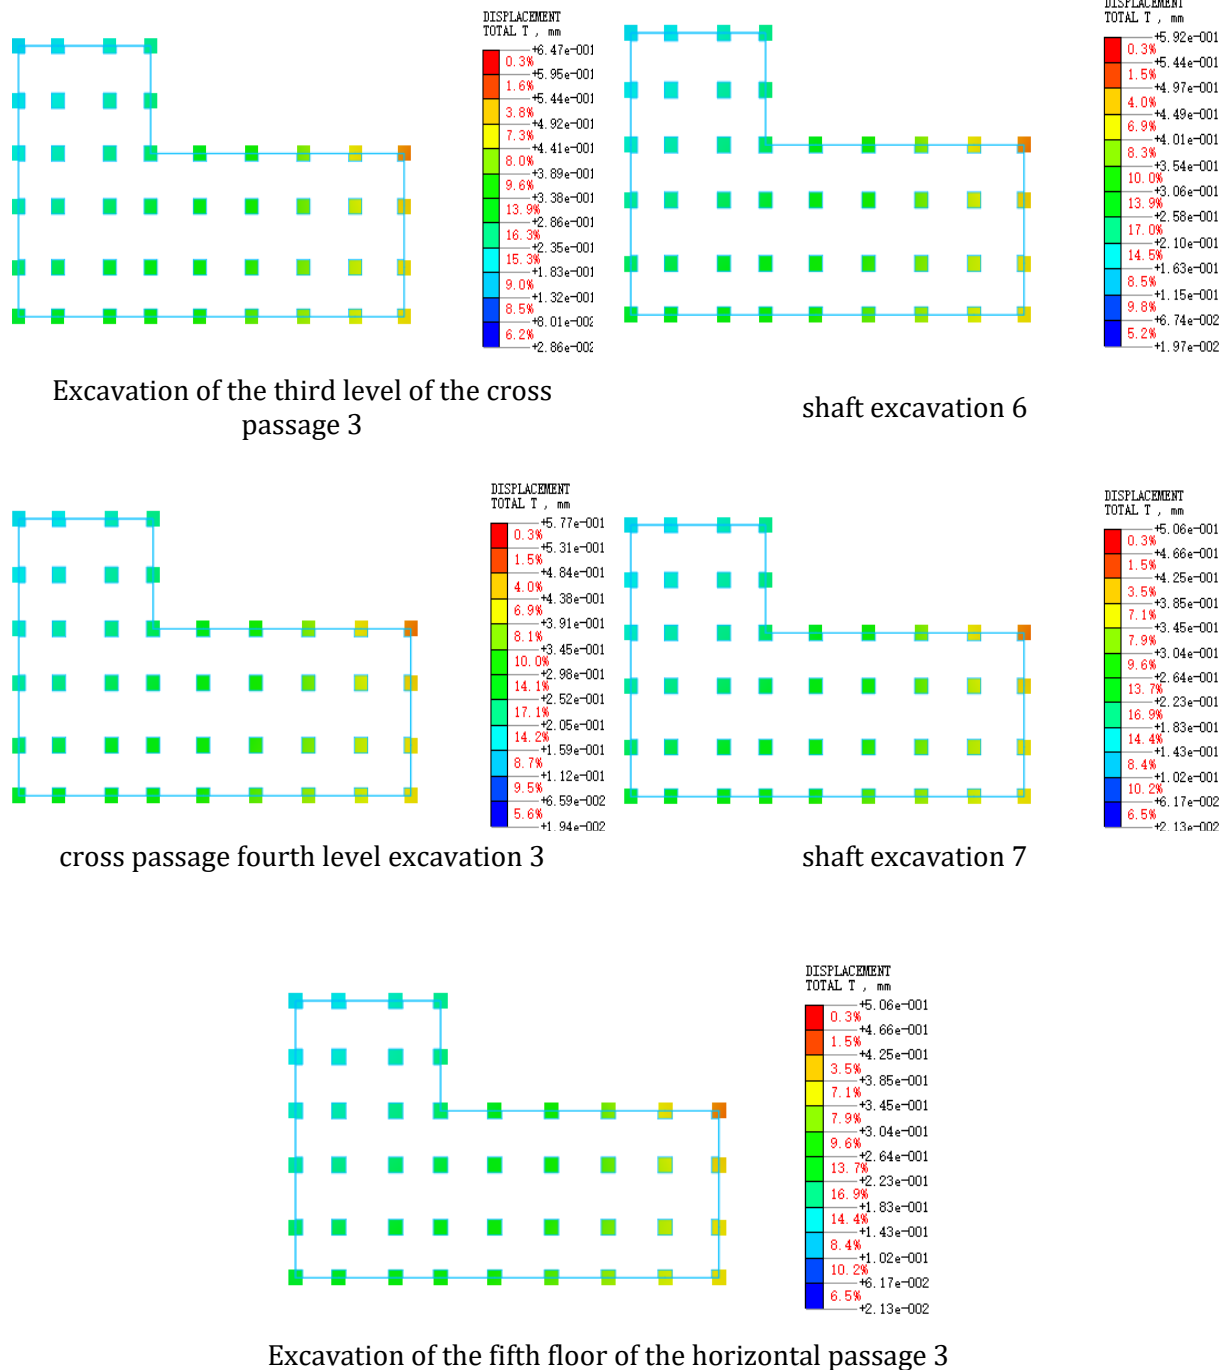 DISPLACEMENT
TOTAL T , mm
+6.47e-001
0.3%
+5.95e-001
1.6%
+5.44e-001
3.8%
+4.92e-001
7.3%
+4.41e-001
8.0%
+3.89e-001
9.6%
+3.38e-001
13.9%
+2.86e-001
16.3%
+2.35e-001
15.3%
+1.83e-001
9.0%
+1.32e-001
8.5%
+8.01e-002
6.2%
+2.86e-002
Excavation of the third level of the cross
passage 3
DISPLACEMENT
TOTAL T , mm
+5.92e-001
0.3%
+5.44e-001
1.5%
+4.97e-001
4.0%
+4.49e-001
6.9%
+4.01e-001
8.3%
+3.54e-001
10.0%
+3.06e-001
13.9%
+2.58e-001
17.0%
+2.10e-001
14.5%
+1.63e-001
8.5%
+1.15e-001
9.8%
+6.74e-002
5.2%
+1.97e-002
shaft excavation 6
DISPLACEMENT
TOTAL T , mm
+5.77e-001
0.3%
+5.31e-001
1.5%
+4.84e-001
4.0%
+4.38e-001
6.9%
+3.91e-001
8.1%
+3.45e-001
10.0%
+2.98e-001
14.1%
+2.52e-001
17.1%
+2.05e-001
14.2%
+1.59e-001
8.7%
+1.12e-001
9.5%
+6.59e-002
5.6%
+1.94e-002
cross passage fourth level excavation 3
DISPLACEMENT
TOTAL T , mm
+5.06e-001
0.3%
+4.66e-001
1.5%
+4.25e-001
3.5%
+3.85e-001
7.1%
+3.45e-001
7.9%
+3.04e-001
9.6%
+2.64e-001
13.7%
+2.23e-001
16.9%
+1.83e-001
14.4%
+1.43e-001
8.4%
+1.02e-001
10.2%
+6.17e-002
6.5%
+2.13e-002
shaft excavation 7
DISPLACEMENT
TOTAL T , mm
+5.06e-001
0.3%
+4.66e-001
1.5%
+4.25e-001
3.5%
+3.85e-001
7.1%
+3.45e-001
7.9%
+3.04e-001
9.6%
+2.64e-001
13.7%
+2.23e-001
16.9%
+1.83e-001
14.4%
+1.43e-001
8.4%
+1.02e-001
10.2%
+6.17e-002
6.5%
+2.13e-002
Excavation of the fifth floor of the horizontal passage 3